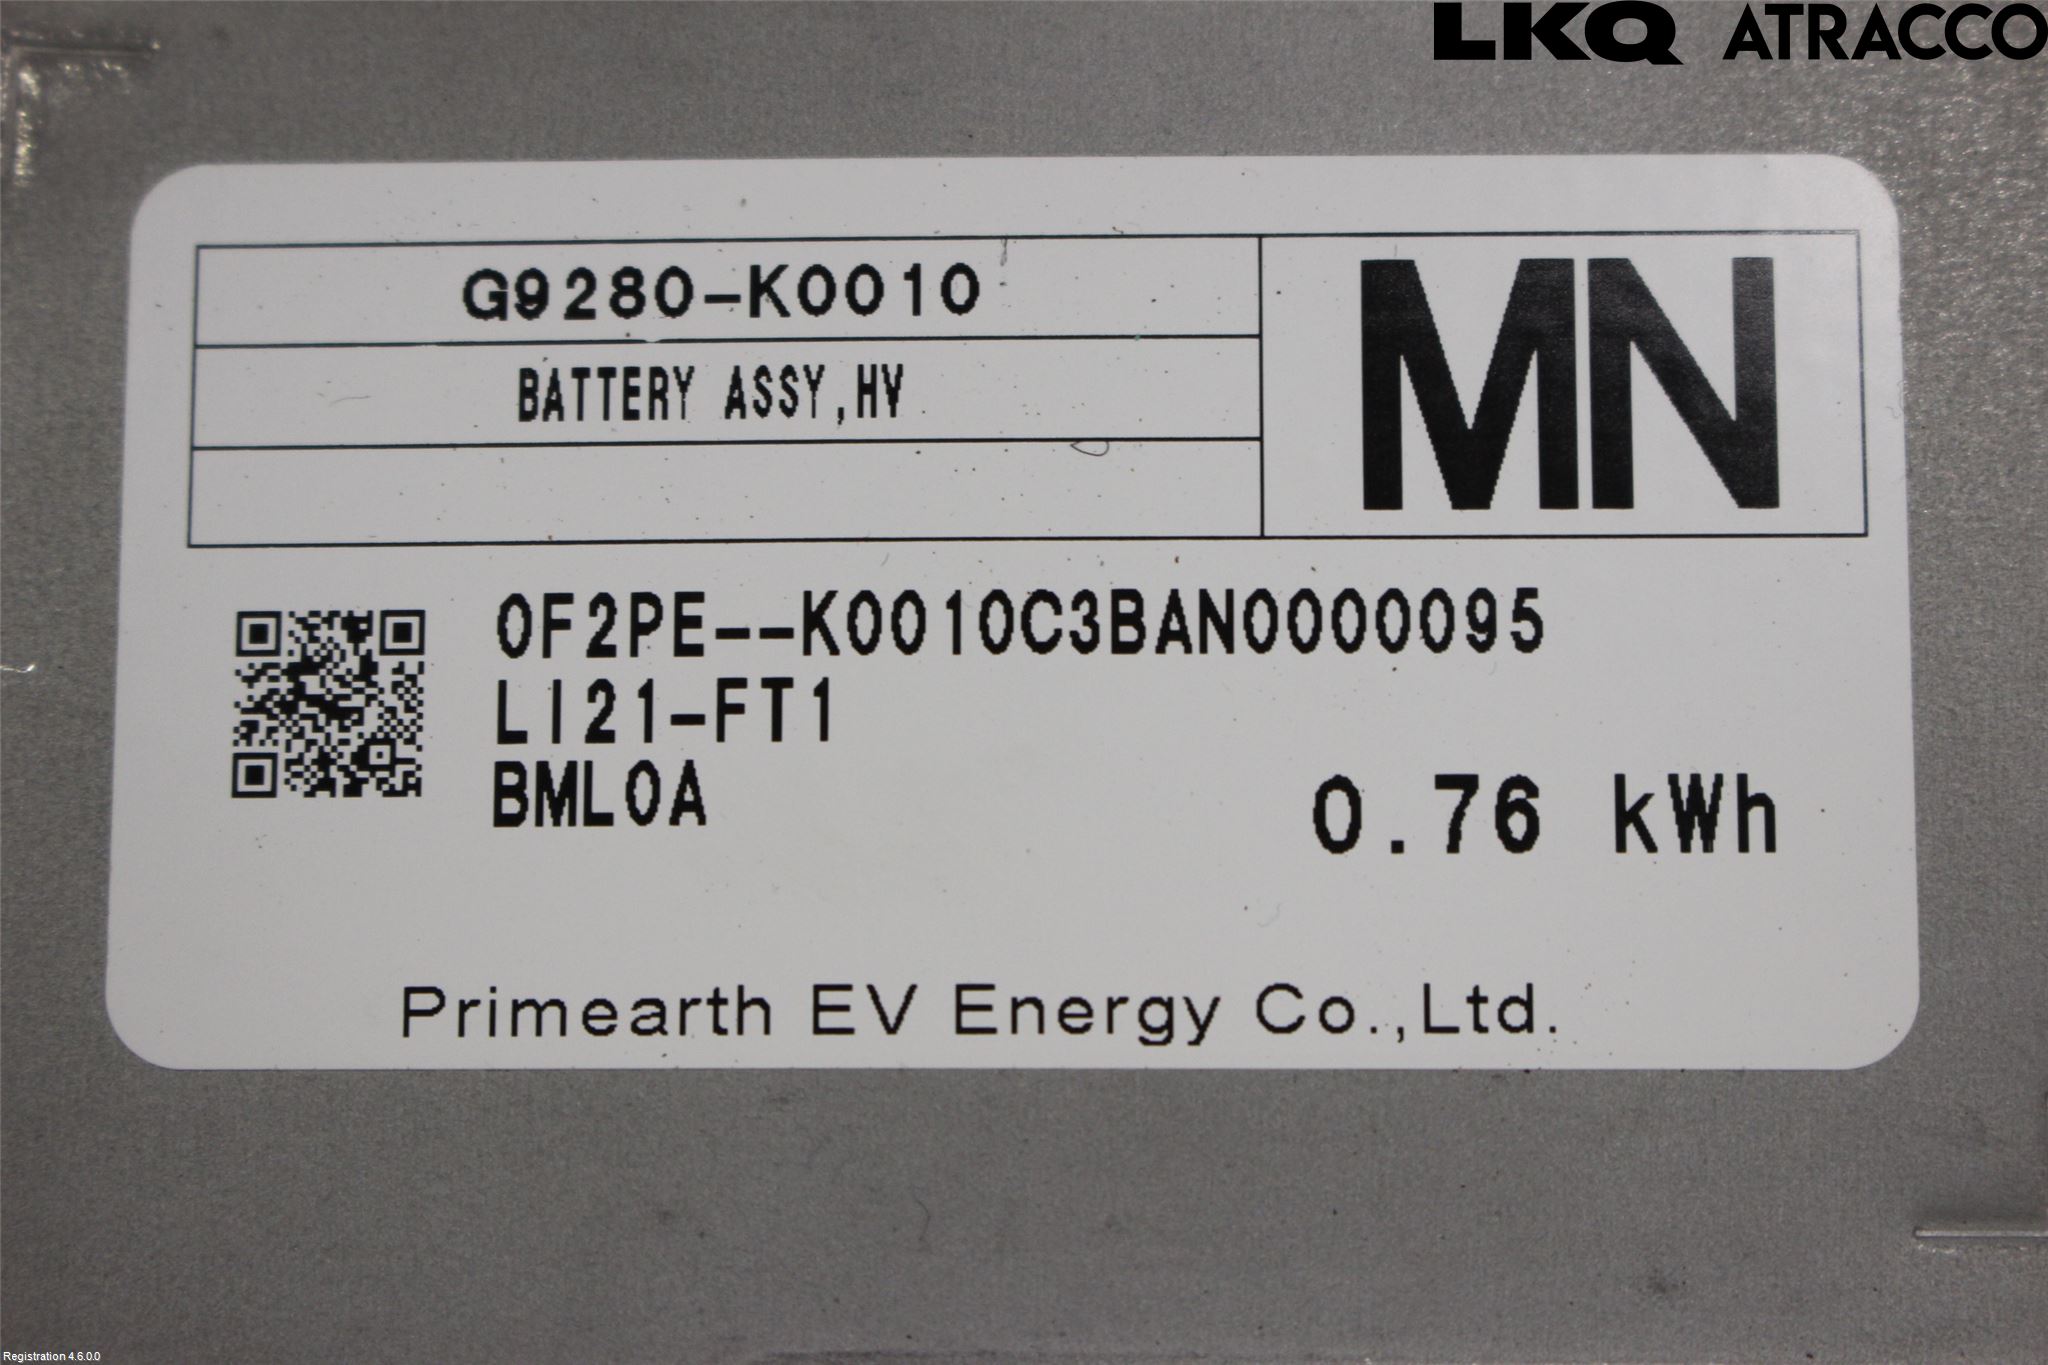 LKQ ATRACCO
G9280-K0010
MN
BATTERY ASSY,HV
0F2PE--K0010C3BAN0000095
LI21-FT1
BML0A
0.76 kWh
Primearth EV Energy Co.,Ltd.
Registration 4.6.0.0